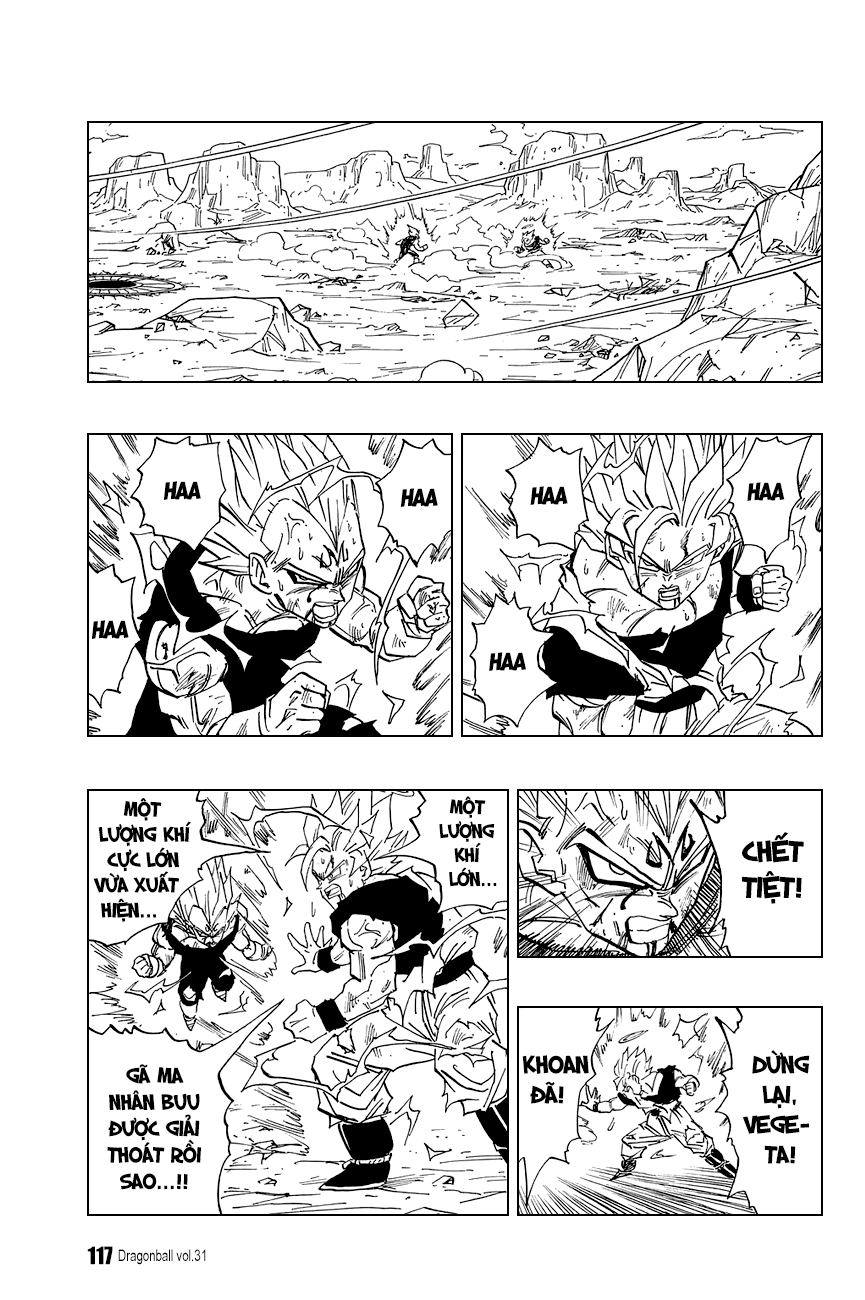 HAA
HAA
HAA
HAA
HAA
HAA
CHẾT
TIỆT!
DỪNG
LẠI,
VEGE-
TA!
KHOAN
ĐÃ!
MỘT
LƯỢNG
KHÍ
LỚN...
MỘT
LƯỢNG KHÍ
CỰC LỚN
VỪA XUẤT
HIỆN...
GÃ MA
NHÂN BUU
ĐƯỢC GIẢI
THOÁT RỒI
SAO...!!
117 Dragonball vol.31